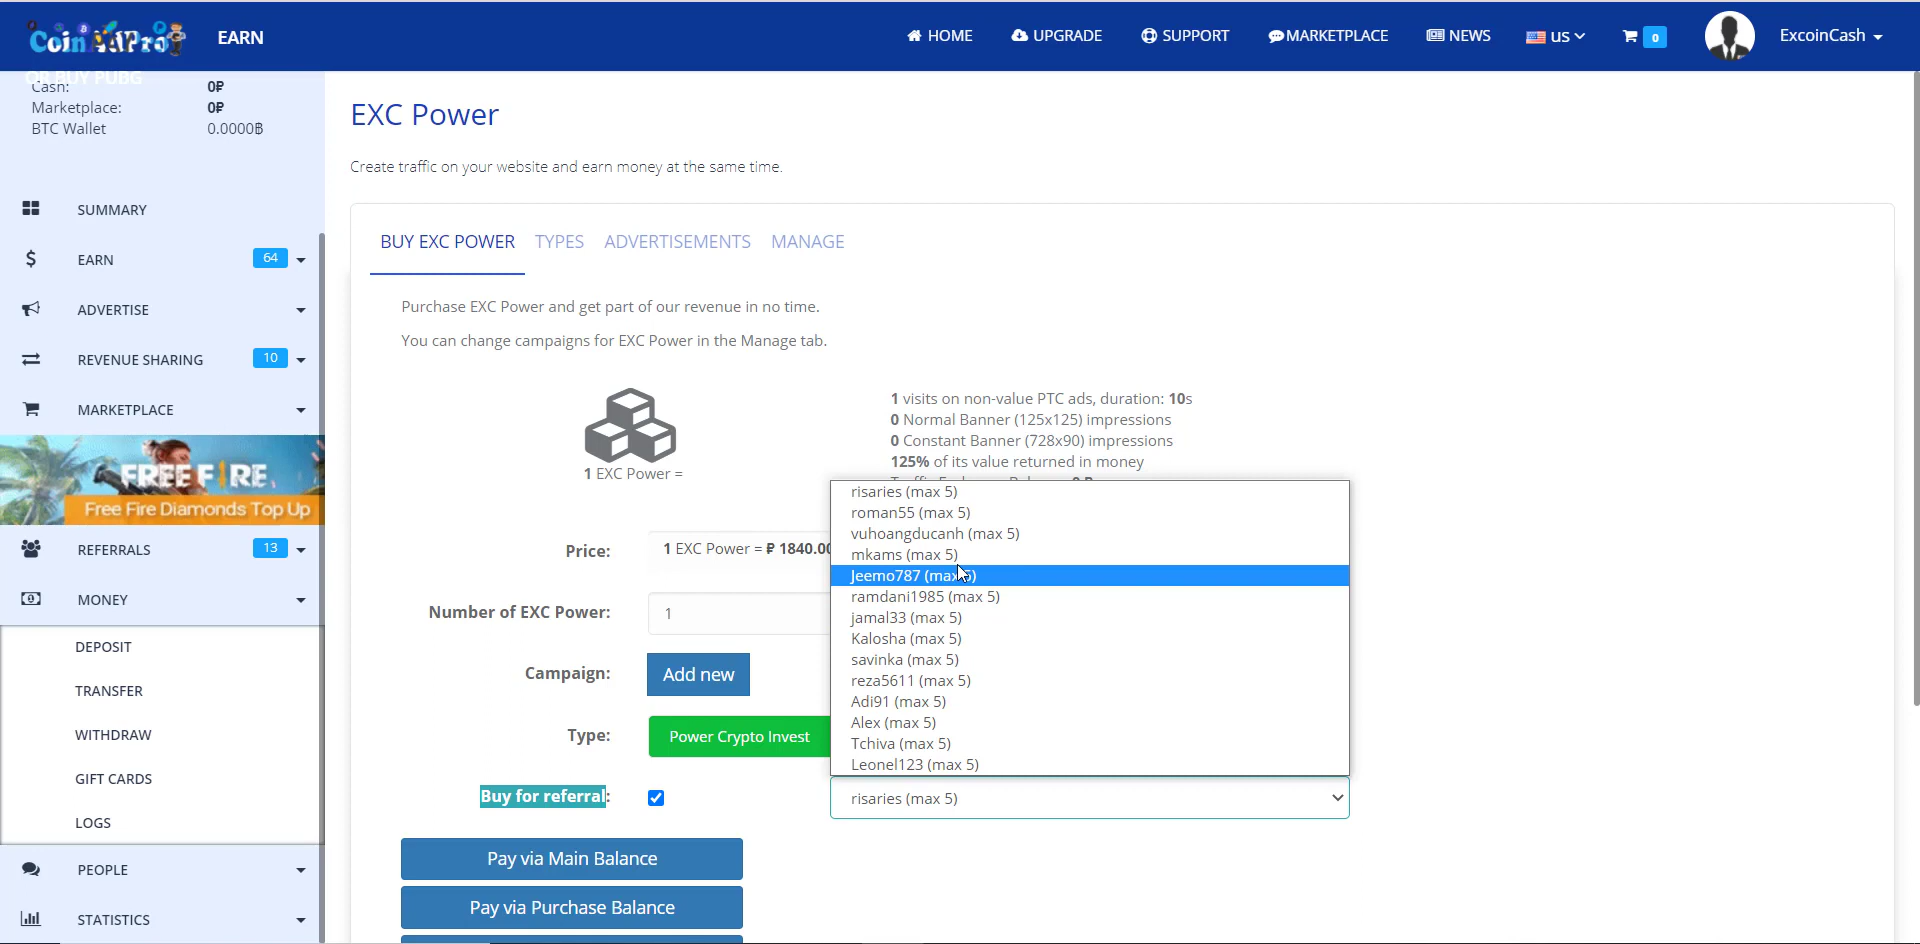 CoinAdPro
EARN
HOME
UPGRADE
SUPPORT
MARKETPLACE
NEWS
US
0
ExcoinCash
OR BUY PUBG
Cash: 0₽
Marketplace: 0₽
BTC Wallet 0.0000฿
SUMMARY
EARN 64
ADVERTISE
REVENUE SHARING 10
MARKETPLACE
FREE FIRE
Free Fire Diamonds Top Up
REFERRALS 13
MONEY
DEPOSIT
TRANSFER
WITHDRAW
GIFT CARDS
LOGS
PEOPLE
STATISTICS
EXC Power
Create traffic on your website and earn money at the same time.
BUY EXC POWER
TYPES
ADVERTISEMENTS
MANAGE
Purchase EXC Power and get part of our revenue in no time.
You can change campaigns for EXC Power in the Manage tab.
1 EXC Power =
1 visits on non-value PTC ads, duration: 10s
0 Normal Banner (125x125) impressions
0 Constant Banner (728x90) impressions
125% of its value returned in money
Price: 1 EXC Power = ₽ 1840.00
Number of EXC Power: 1
Campaign: Add new
Type: Power Crypto Invest
Buy for referral:
risaries (max 5)
roman55 (max 5)
vuhoangducanh (max 5)
mkams (max 5)
Jeemo787 (max 5)
ramdani1985 (max 5)
jamal33 (max 5)
Kalosha (max 5)
savinka (max 5)
reza5611 (max 5)
Adi91 (max 5)
Alex (max 5)
Tchiva (max 5)
Leonel123 (max 5)
risaries (max 5)
Pay via Main Balance
Pay via Purchase Balance